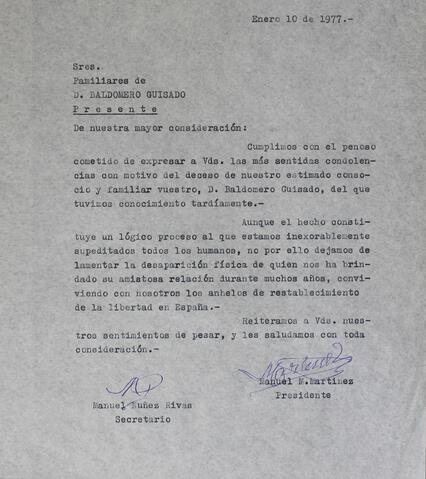 Enero 10 de 1977.-
Sres.
Familiares de
D. BALDOMERO GUISADO
P r e s e n t e
De nuestra mayor consideración:
Cumplimos con el penoso
cometido de expresar a Vds. las más sentidas condolen-
cias con motivo del deceso de nuestro estimado conso-
cio y familiar vuestro, D. Baldomero Guisado, del que
tuvimos conocimiento tardíamente.-
Aunque el hecho consti-
tuye un lógico proceso al que estamos inexorablemente
supeditados todos los humanos, no por ello dejamos de
lamentar la desaparición física de quien nos ha brin-
dado su amistosa relación durante muchos años, convi-
viendo con nosotros los anhelos de restablecimiento
de la libertad en España.-
Reiteramos a Vds. nues-
tros sentimientos de pesar, y les saludamos con toda
consideración.-
Manuel M.Martínez
Presidente
Manuel Nuñez Rivas
Secretario